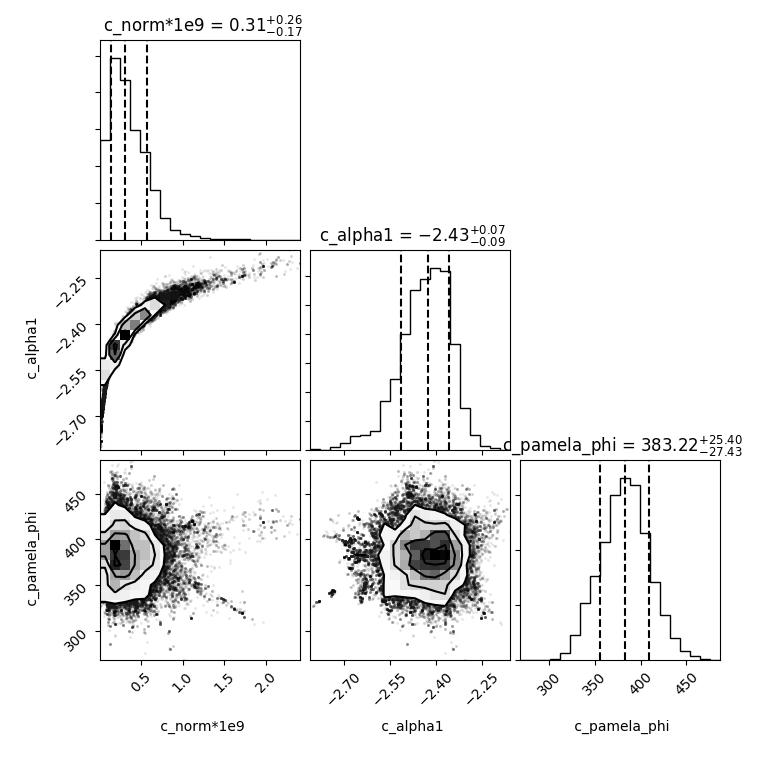 c_norm*1e9 = 0.31+0.26−0.17
c_alpha1 = −2.43+0.07−0.09
c_pamela_phi = 383.22+25.40−27.43
c_alpha1
−2.25
−2.40
−2.55
−2.70
c_pamela_phi
450
400
350
300
0.5 1.0 1.5 2.0
−2.70 −2.55 −2.40 −2.25
300 350 400 450
c_norm*1e9 c_alpha1 c_pamela_phi